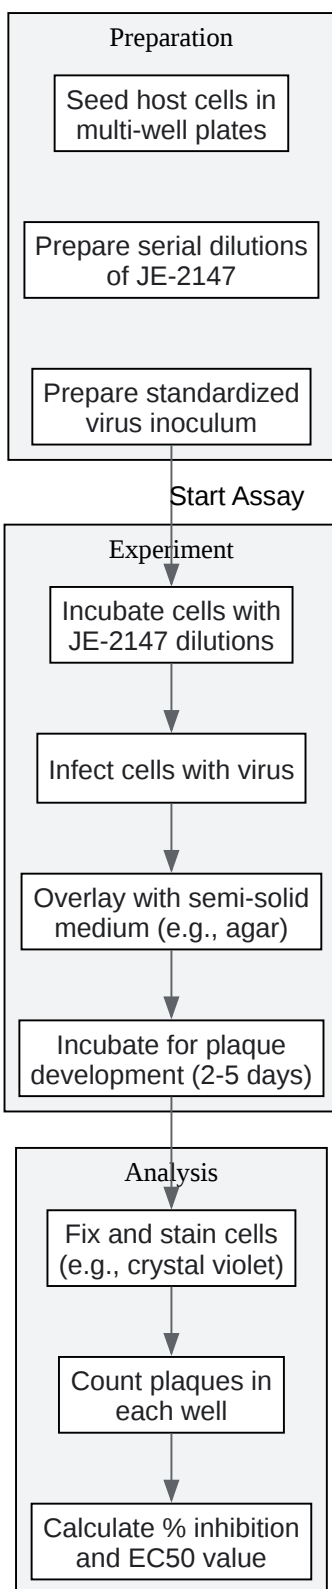 Preparation
Seed host cells in
multi-well plates
Prepare serial dilutions
of JE-2147
Prepare standardized
virus inoculum
Start Assay
Experiment
Incubate cells with
JE-2147 dilutions
Infect cells with virus
Overlay with semi-solid
medium (e.g., agar)
Incubate for plaque
development (2-5 days)
Analysis
Fix and stain cells
(e.g., crystal violet)
Count plaques in
each well
Calculate % inhibition
and EC50 value